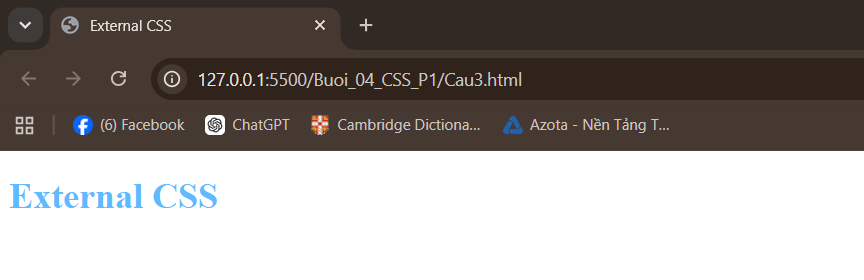 External CSS
127.0.0.1:5500/Buoi_04_CSS_P1/Cau3.html
(6) Facebook ChatGPT Cambridge Dictiona... Azota - Nền Tảng T...
External CSS